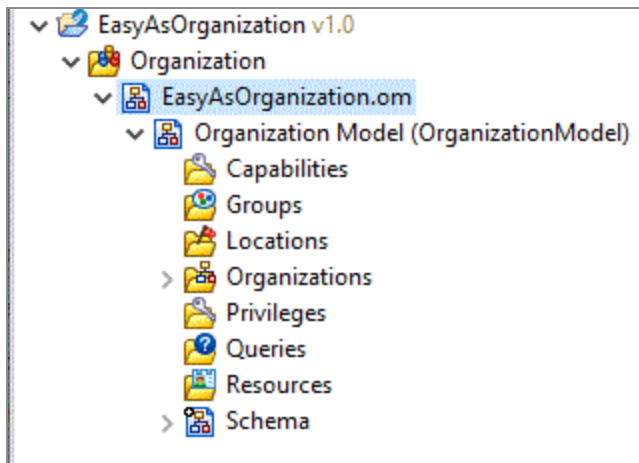 EasyAsOrganization v1.0
Organization
EasyAsOrganization.om
Organization Model (OrganizationModel)
Capabilities
Groups
Locations
Organizations
Privileges
Queries
Resources
Schema